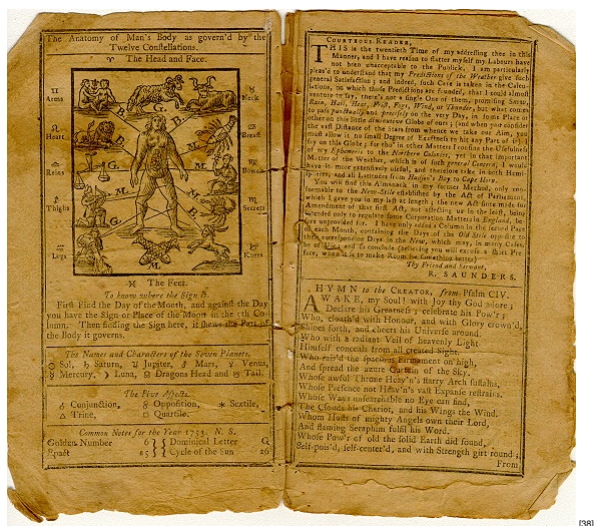 The Anatomy of Man's Body as govern'd by the
Twelve Constellations.
♈ The Head and Face.
♊
Arms
♌
Heart
♎
Reins
♐
Thighs
♒
Legs
♉
Neck
♋
Breast
♍
Bowels
♏
Secrets
♑
Knees
B.
G.
B.
B.
B.
G.
M.
M.
B.
M.
G.
M.
♓ The Feet.
To know where the Sign is.
First Find the Day of the Month, and against the Day
you have the Sign or Place of the Moon in the 5th Co-
lumn. Then finding the Sign here, it shews the Part of
the Body it governs.
The Names and Characters of the Seven Planets.
☉ Sol, ♄ Saturn, ♃ Jupiter, ♂ Mars, ♀ Venus,
☿ Mercury, ☽ Luna, ☊ Dragons Head and ☋ Tail.
The Five Aspects.
☌ Conjunction, ☍ Opposition, ⚹ Sextile,
△ Trine, □ Quartile.
Common Notes for the Year 1753. N. S.
Golden Number 6 } Dominical Letter G
Epact 25 } Cycle of the Sun 26
COURTEOUS READER,
THIS is the twentieth Time of my addressing thee in this
Manner, and I have reason to flatter myself my Labours have
not been unacceptable to the Publick. I am particularly
pleas'd to understand that my Predictions of the Weather give such
general Satisfaction; and indeed, such Care is taken in the Calcu-
lations, on which those Predictions are founded, that I could almost
venture to say, there's not a single One of them, promising Snow,
Rain, Hail, Heat, Frost, Fogs, Wind, or Thunder, but what comes
to pass punctually and precisely on the very Day, in some Place or
other on this little diminutive Globe of ours; (and when you consider
the vast Distance of the Stars from whence we take our Aim, you
must allow it no small Degree of Exactness to hit any Part of it) I
say on this Globe; for tho' in other Matters I confine the Usefulness
of my Ephemeris to the Northern Colonies, yet in that important
Matter of the Weather, which is of such general Concern, I would
have it more extensively useful, and therefore take in both Hemi-
spheres, and all Latitudes from Hudson's Bay to Cape Horn.
You will find this Almanack in my former Method, only con-
formable to the New-Stile established by the Act of Parliament,
which I gave you in my last at length; the new Act since made for
Amendment of that first Act, not affecting us in the least, being
intended only to regulate some Corporation Matters in England, before
unprovided for. I have only added a Column in the second Page
of each Month, containing the Days of the Old Stile opposite to
their corresponding Days in the New, which may, in many Cases,
be of Use; and so conclude (believing you will excuse a short Pre-
face, when it is to make Room for something better)
Thy Friend and Servant,
R. SAUNDERS.
HYMN to the CREATOR, from Psalm CIV.
AWAKE, my Soul! with Joy thy God adore;
Declare his Greatness; celebrate his Pow'r;
Who, cloath'd with Honour, and with Glory crown'd,
Shines forth, and cheers his Universe around.
Who with a radiant Veil of heavenly Light
Himself conceals from all created Sight.
Who rais'd the spacious Firmament on high,
And spread the azure Curtain of the Sky.
Whose awful Throne Heav'n's starry Arch sustains,
Whose Presence not Heav'n's vast Expanse restrains.
Whose Ways unsearchable no Eye can find,
The Clouds his Chariot, and his Wings the Wind.
Whom Hosts of mighty Angels own their Lord,
And flaming Seraphim fulfil his Word.
Whose Pow'r of old the solid Earth did found,
Self-pois'd, self-center'd, and with Strength girt round;
From
[38]